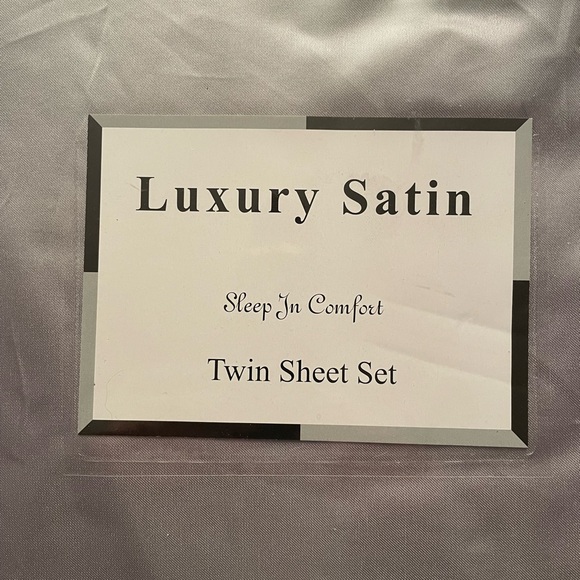 Luxury Satin
Sleep In Comfort
Twin Sheet Set